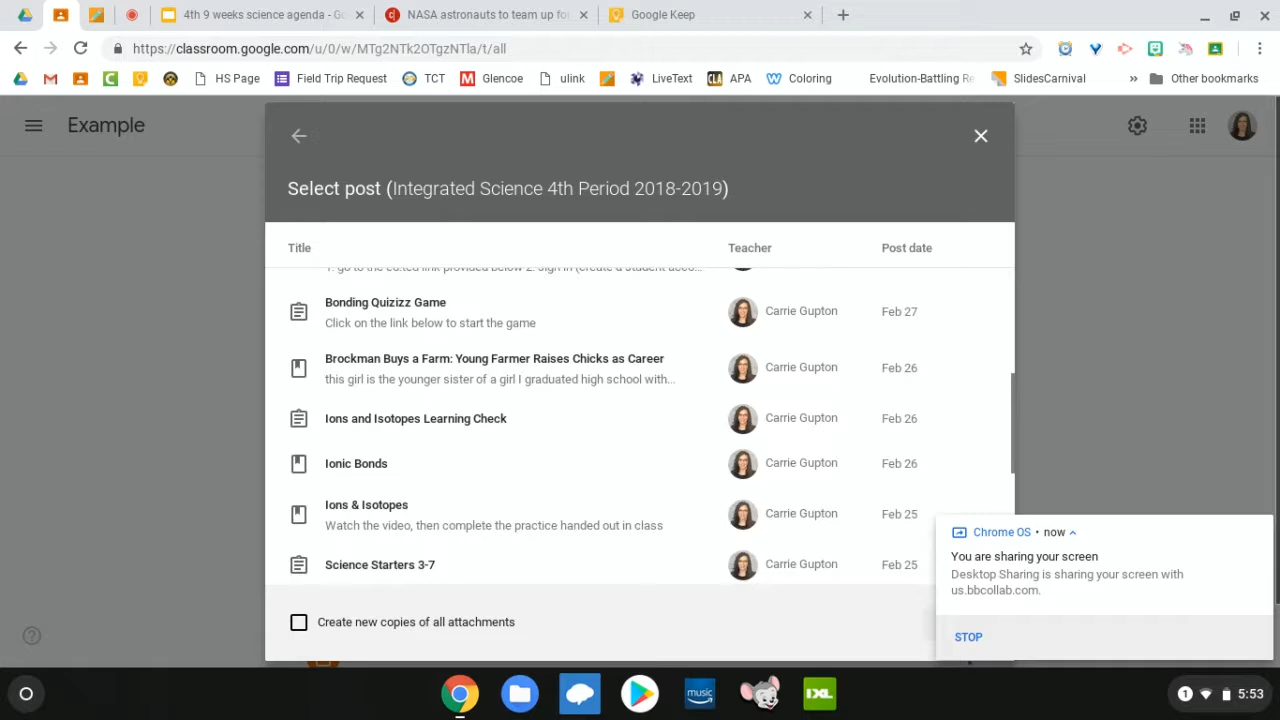 4th 9 weeks science agenda - Go
NASA astronauts to team up for
Google Keep
https://classroom.google.com/u/0/w/MTg2NTk2OTgzNTla/t/all
HS Page
Field Trip Request
TCT
Glencoe
ulink
LiveText
CLA
APA
Coloring
Evolution-Battling Re
SlidesCarnival
»
Other bookmarks
Example
Select post (Integrated Science 4th Period 2018-2019)
Title
Teacher
Post date
Bonding Quizizz Game
Click on the link below to start the game
Carrie Gupton
Feb 27
Brockman Buys a Farm: Young Farmer Raises Chicks as Career
this girl is the younger sister of a girl I graduated high school with...
Carrie Gupton
Feb 26
Ions and Isotopes Learning Check
Carrie Gupton
Feb 26
Ionic Bonds
Carrie Gupton
Feb 26
Ions & Isotopes
Watch the video, then complete the practice handed out in class
Carrie Gupton
Feb 25
Science Starters 3-7
Carrie Gupton
Feb 25
Create new copies of all attachments
Chrome OS • now
You are sharing your screen
Desktop Sharing is sharing your screen with
us.bbcollab.com.
STOP
music
IXL
1
5:53